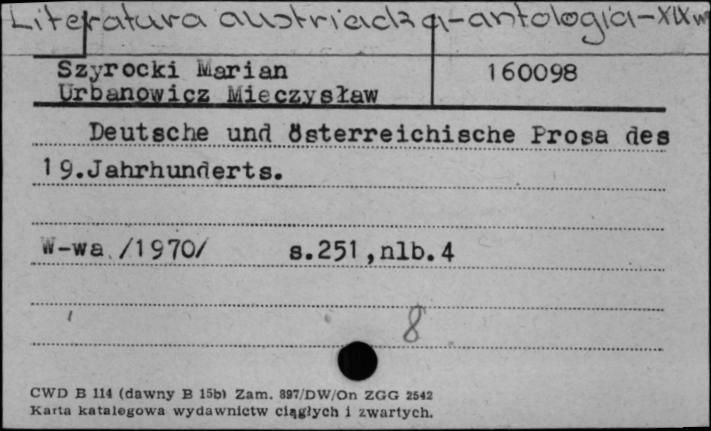 Literatura austriacka-antologia-XIX w
Szyrocki Marian 160098
Urbanowicz Mieczysław
Deutsche und österreichische Prosa des
19.Jahrhunderts.
W-wa /1970/ s.251,nlb.4
8
CWD B 114 (dawny B 15b) Zam. 897/DW/On ZGG 2542
Karta katalogowa wydawnictw ciągłych i zwartych.